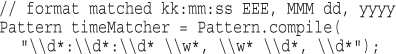 // format matched kk:mm:ss EEE, MMM dd, yyyy
Pattern timeMatcher = Pattern.compile(
"\\d*:\\d*:\\d* \\w*, \\w* \\d*, \\d*");